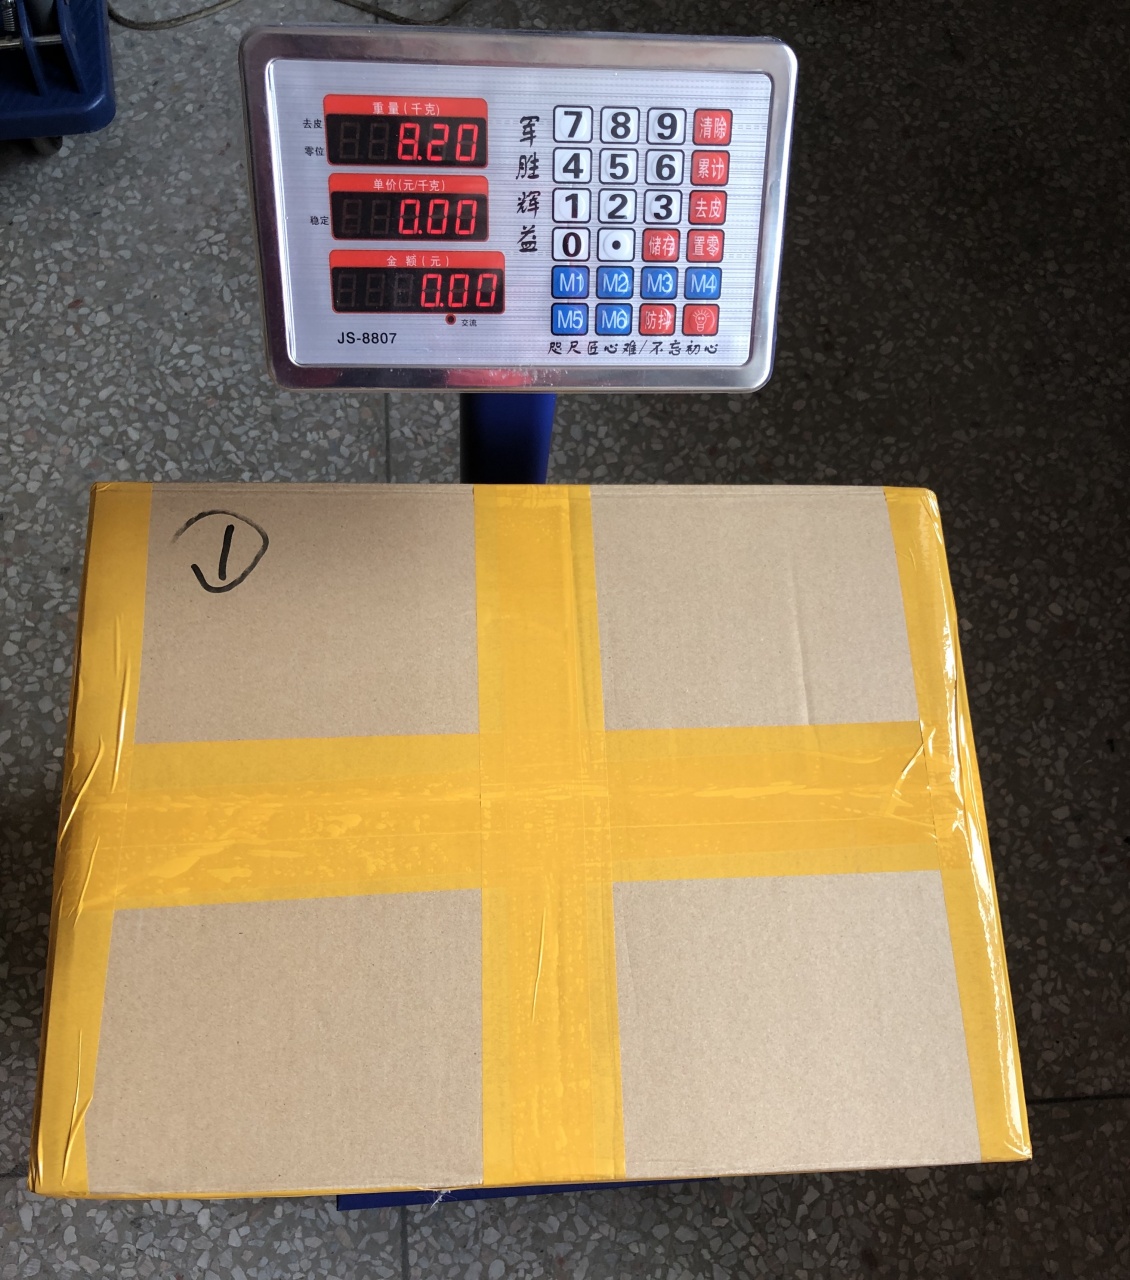 重量(千克)
去皮
零位
8.20
单价(元/千克)
稳定
0.00
金额(元)
0.00
交流
JS-8807
军胜辉益
7 8 9 清除
4 5 6 累计
1 2 3 去皮
0 • 储存 置零
M1 M2 M3 M4
M5 M6 防抖
咫尺匠心难/不忘初心
①